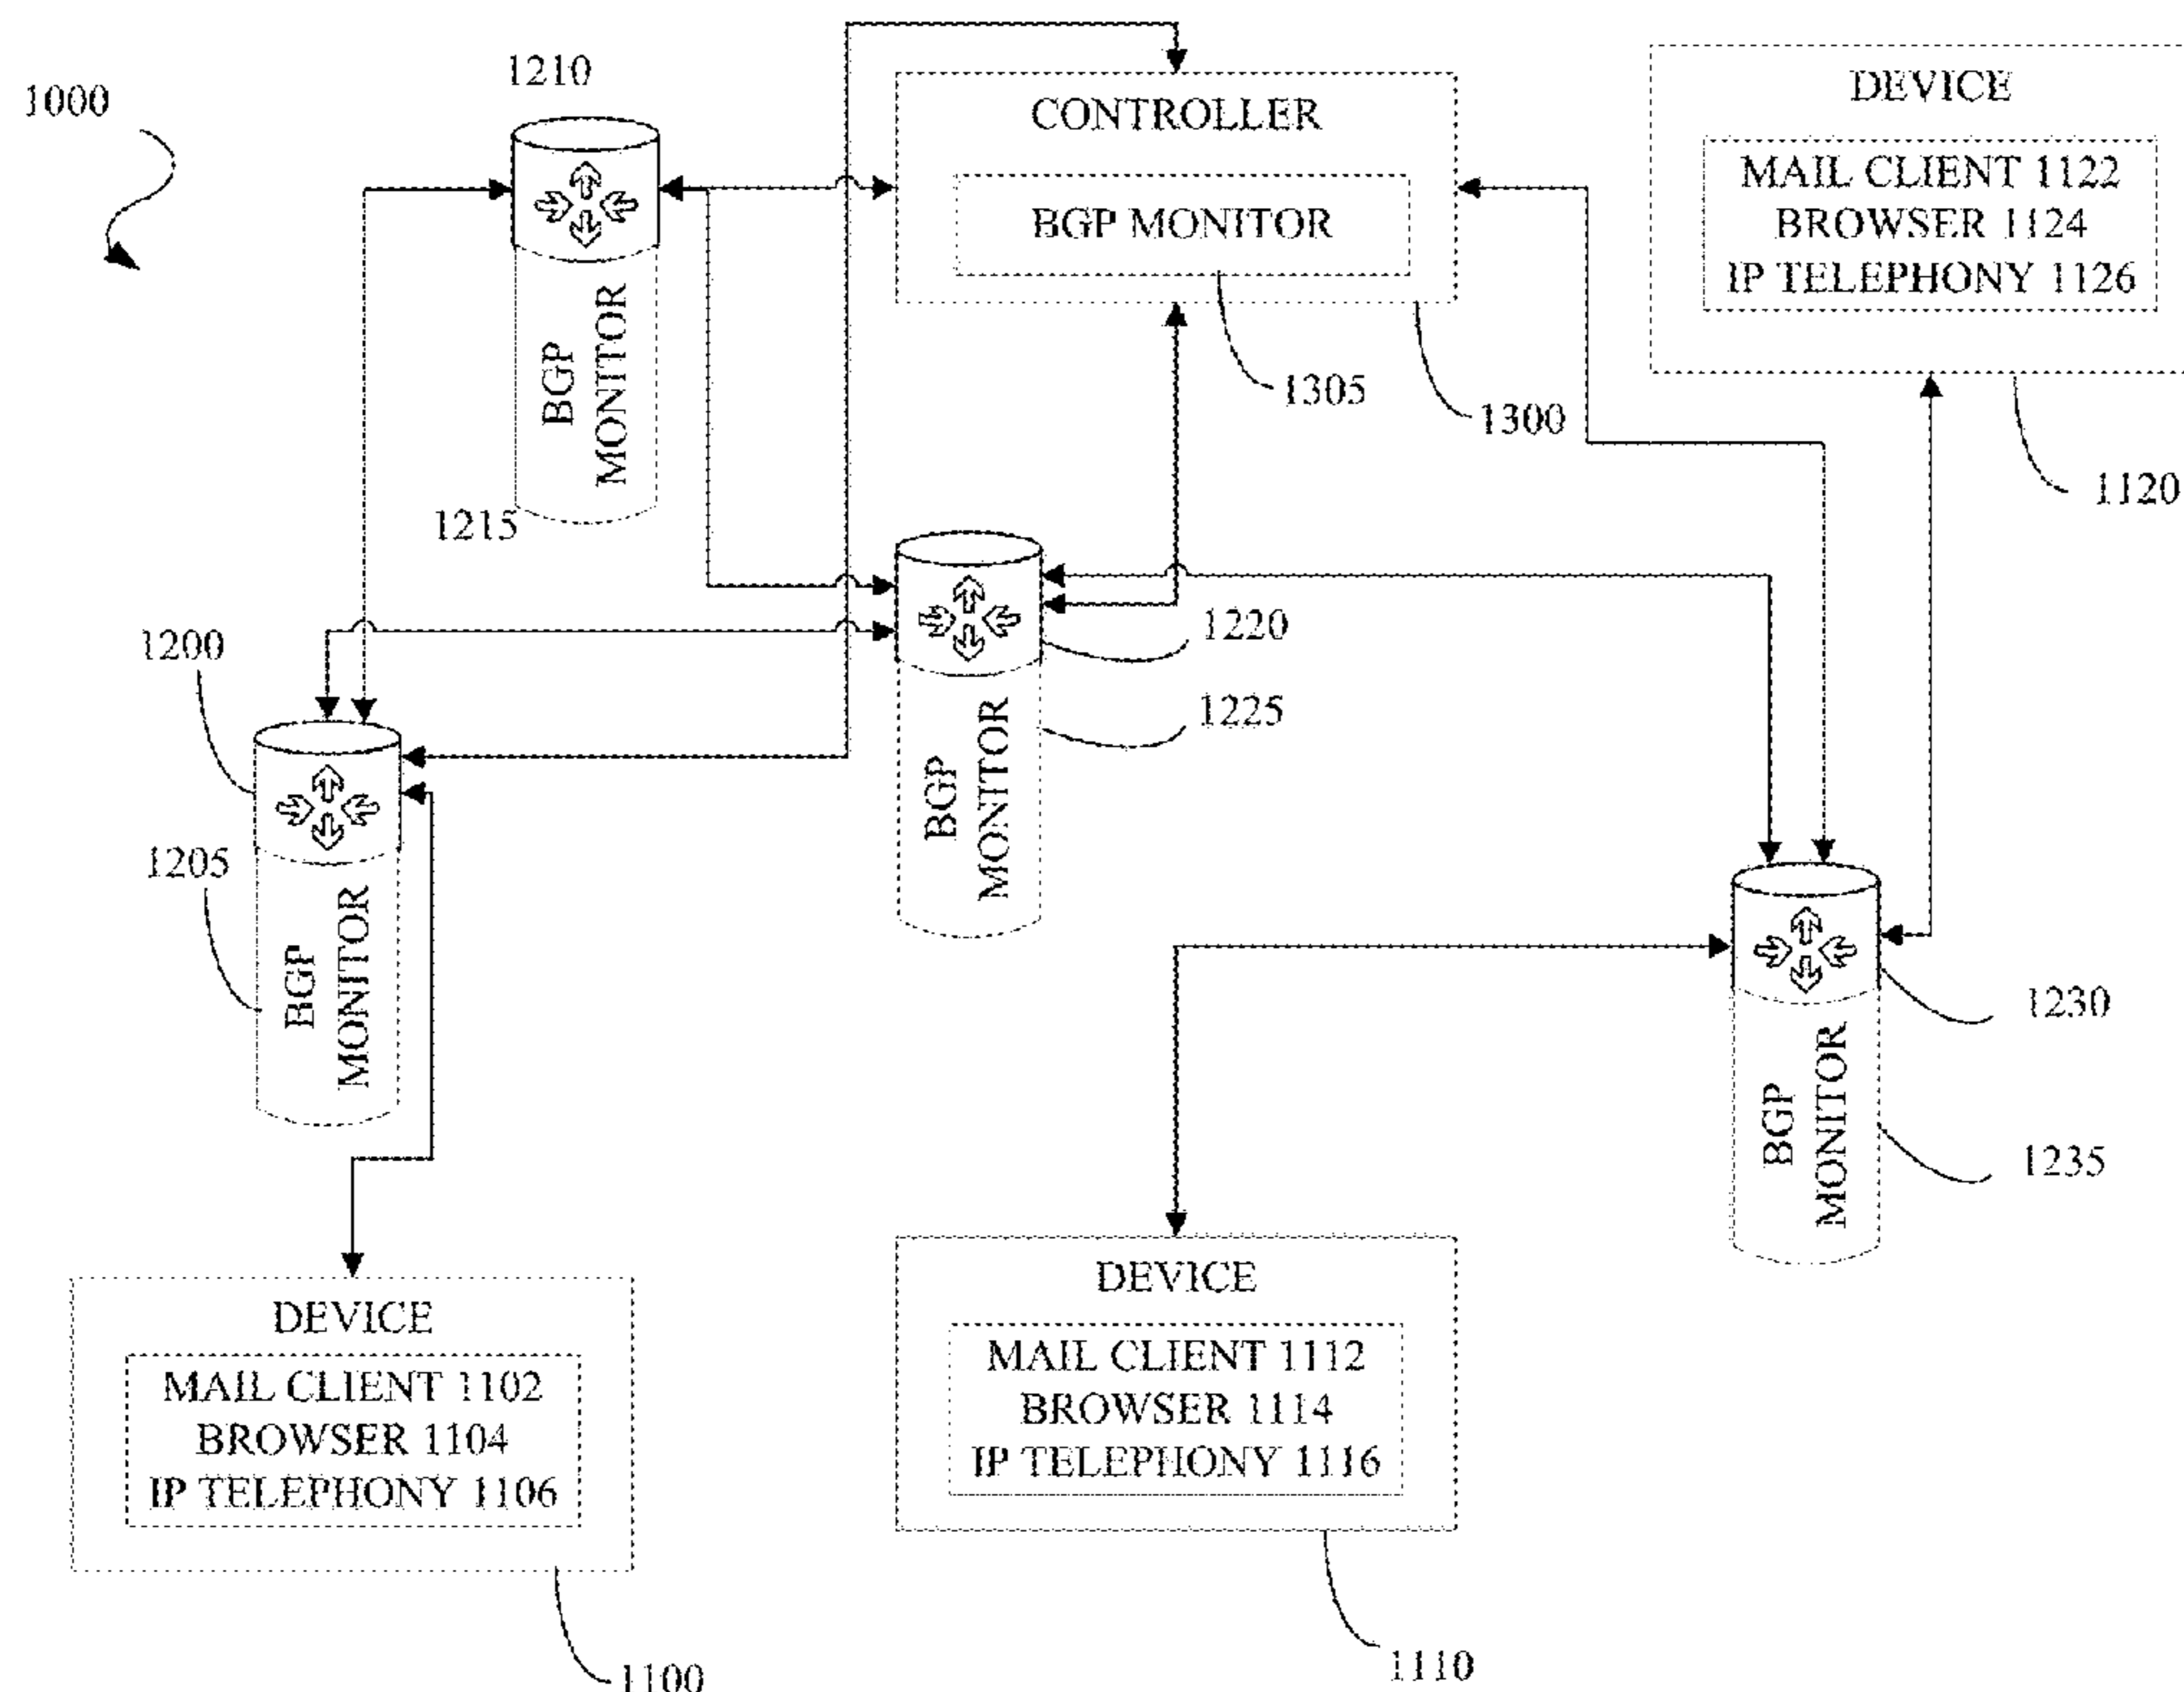 1000
1210
CONTROLLER
BGP MONITOR
1305
1300
DEVICE
MAIL CLIENT 1122
BROWSER 1124
IP TELEPHONY 1126
1120
BGP
MONITOR
1215
1220
1225
BGP
MONITOR
1200
1205
BGP
MONITOR
1230
1235
BGP
MONITOR
DEVICE
MAIL CLIENT 1102
BROWSER 1104
IP TELEPHONY 1106
1100
DEVICE
MAIL CLIENT 1112
BROWSER 1114
IP TELEPHONY 1116
1110